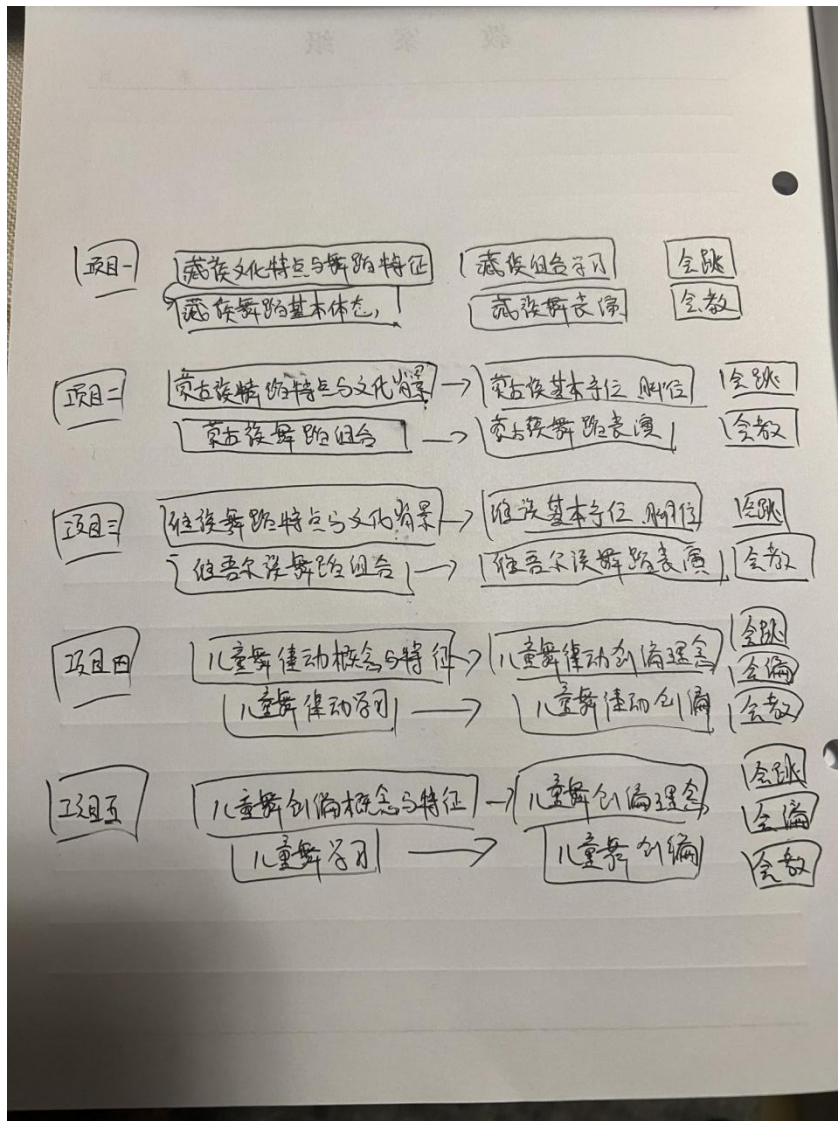 教案纸
项目一 藏族文化特点与舞蹈特征 藏族组合学习 会跳
藏族舞蹈基本体态, 藏族舞表演 会教
项目二 蒙古族舞蹈特点与文化背景 → 蒙古族基本手位、脚位 会跳
蒙古族舞蹈组合 → 蒙古族舞蹈表演 会教
项目三 维族舞蹈特点与文化背景 → 维族基本手位、脚位 会跳
维吾尔族舞蹈组合 → 维吾尔族舞蹈表演 会教
项目四 儿童舞律动概念与特征 → 儿童舞律动创编理念 会跳
会编
儿童舞律动学习 → 儿童舞律动创编 会教
项目五 儿童舞创编概念与特征 → 儿童舞创编理念 会跳
会编
儿童舞学习 → 儿童舞创编 会教